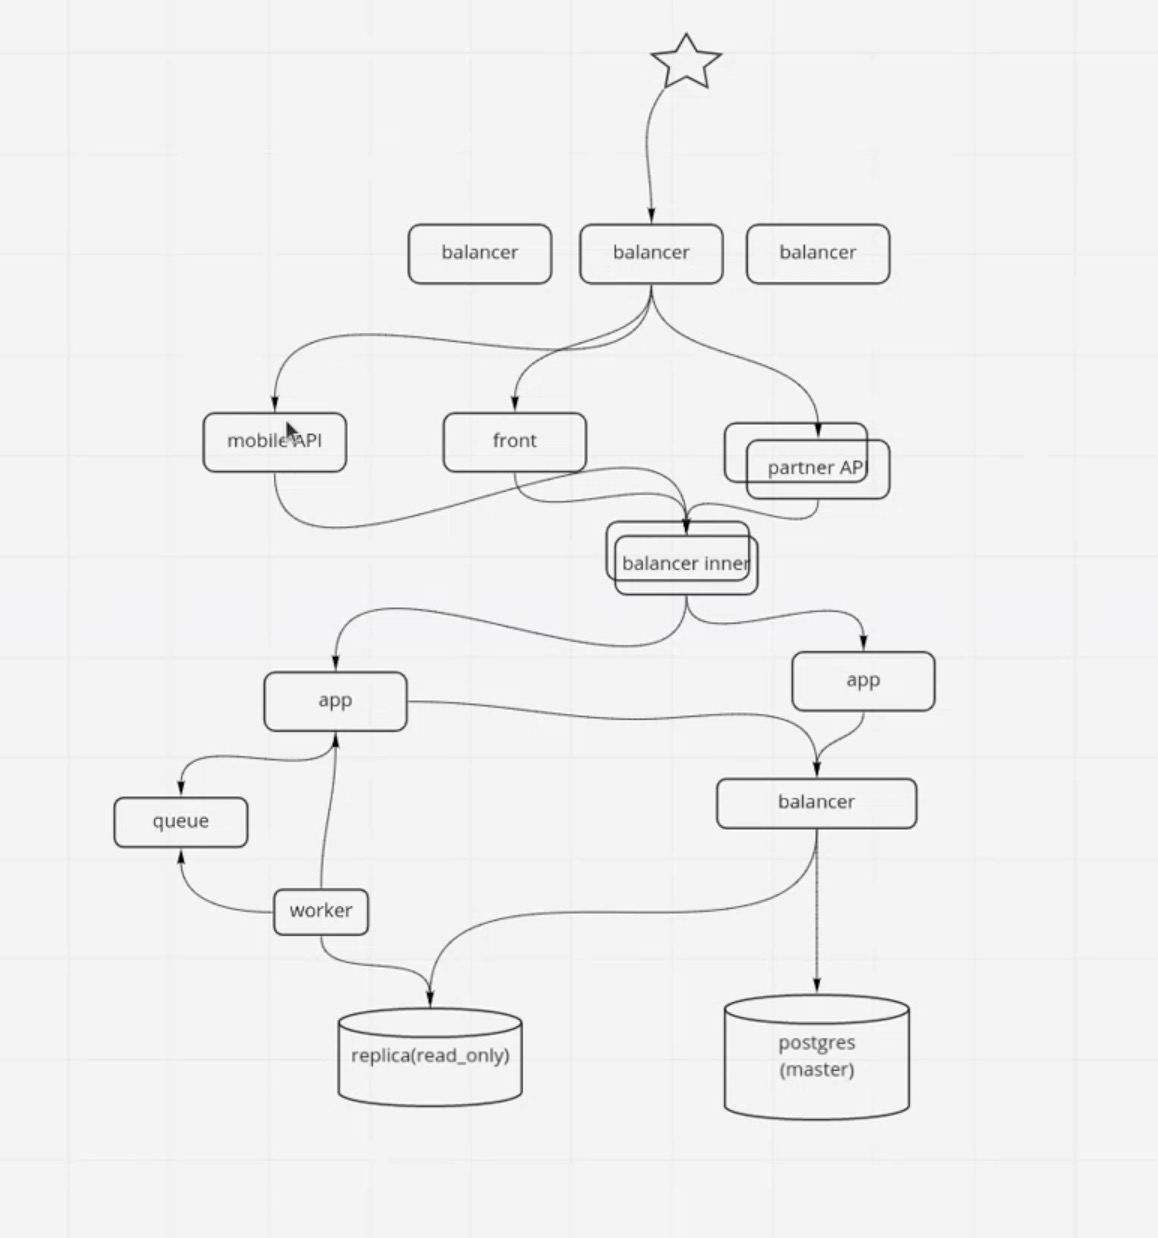 balancer
balancer
balancer
mobile API
front
partner API
balancer inner
app
app
balancer
queue
worker
replica(read_only)
postgres
(master)